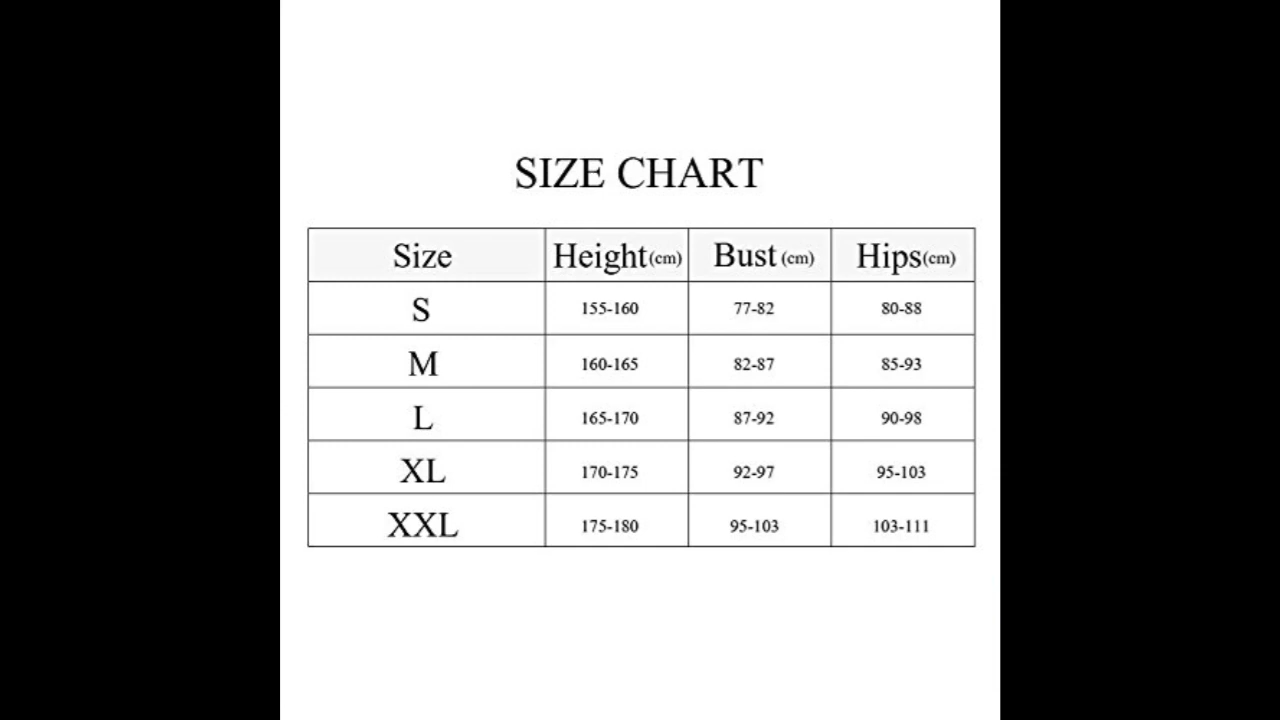 SIZE CHART
Size Height(cm) Bust (cm) Hips(cm)
S 155-160 77-82 80-88
M 160-165 82-87 85-93
L 165-170 87-92 90-98
XL 170-175 92-97 95-103
XXL 175-180 95-103 103-111